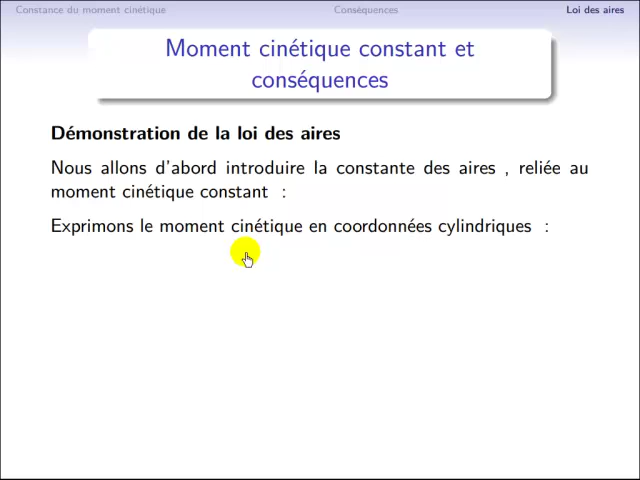 Constance du moment cinétique Conséquences Loi des aires
Moment cinétique constant et
conséquences
Démonstration de la loi des aires
Nous allons d'abord introduire la constante des aires , reliée au
moment cinétique constant :
Exprimons le moment cinétique en coordonnées cylindriques :